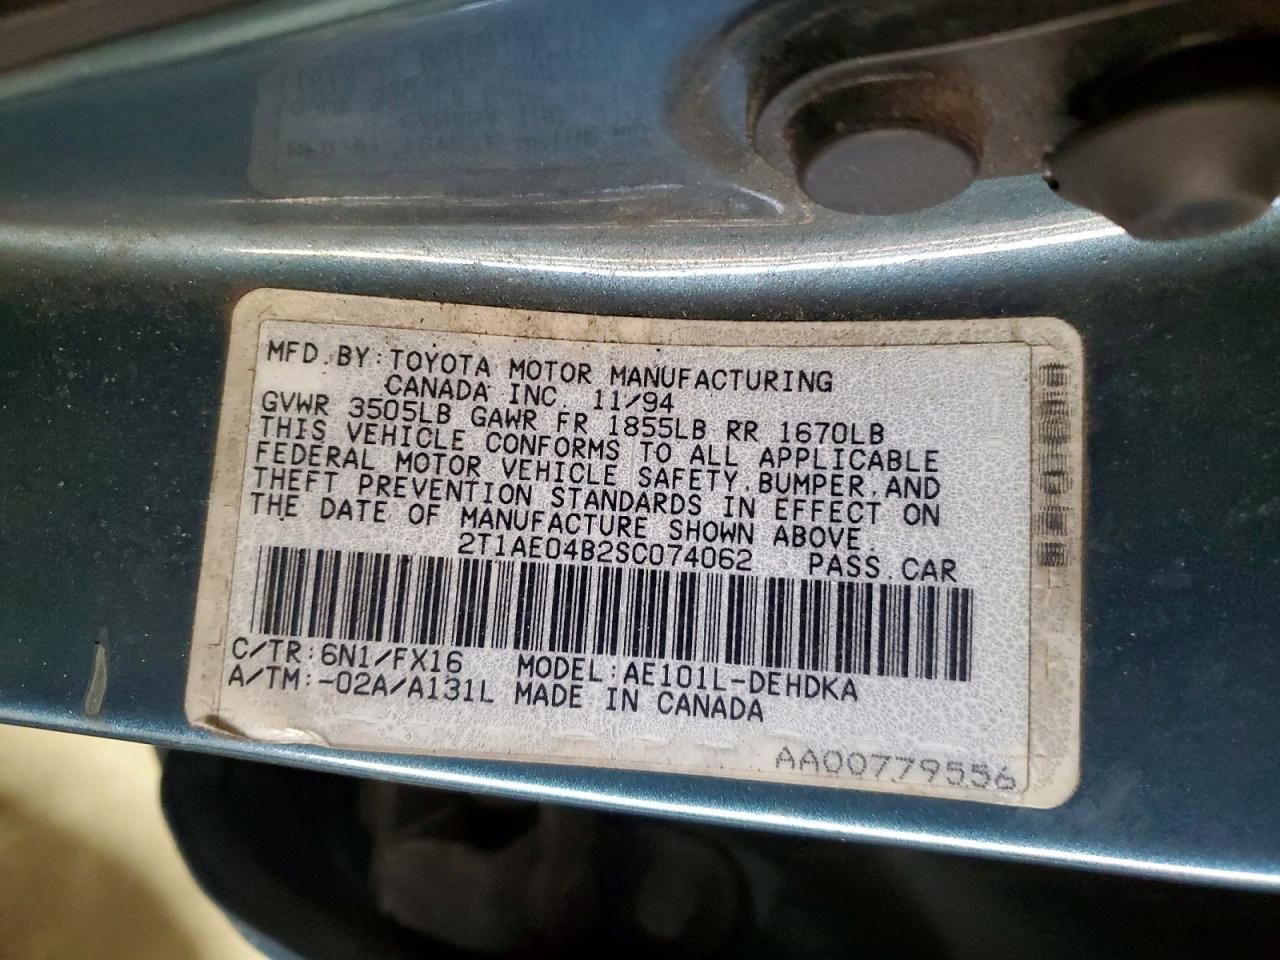 MFD. BY: TOYOTA MOTOR MANUFACTURING
CANADA INC. 11/94
GVWR 3505LB GAWR FR 1855LB RR 1670LB
THIS VEHICLE CONFORMS TO ALL APPLICABLE
FEDERAL MOTOR VEHICLE SAFETY, BUMPER, AND
THEFT PREVENTION STANDARDS IN EFFECT ON
THE DATE OF MANUFACTURE SHOWN ABOVE.
2T1AE04B2SC074062 PASS. CAR
C/TR: 6N1/FX16 MODEL: AE101L-DEHDKA
A/TM: -02A/A131L MADE IN CANADA
AA00779556